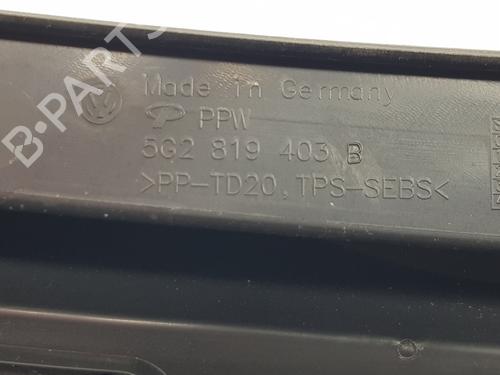 Made in Germany
PPW
5G2 819 403 B
>PP-TD20,TPS-SEBS<
B-PARTS